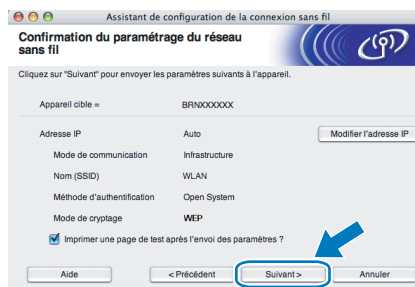 Assistant de configuration de la connexion sans fil
Confirmation du paramétrage du réseau
sans fil
Cliquez sur "Suivant" pour envoyer les paramètres suivants à l'appareil.
Appareil cible = BRNXXXXXX
Adresse IP Auto Modifier l'adresse IP
Mode de communication Infrastructure
Nom (SSID) WLAN
Méthode d'authentification Open System
Mode de cryptage WEP
Imprimer une page de test après l'envoi des paramètres ?
Aide < Précédent Suivant > Annuler